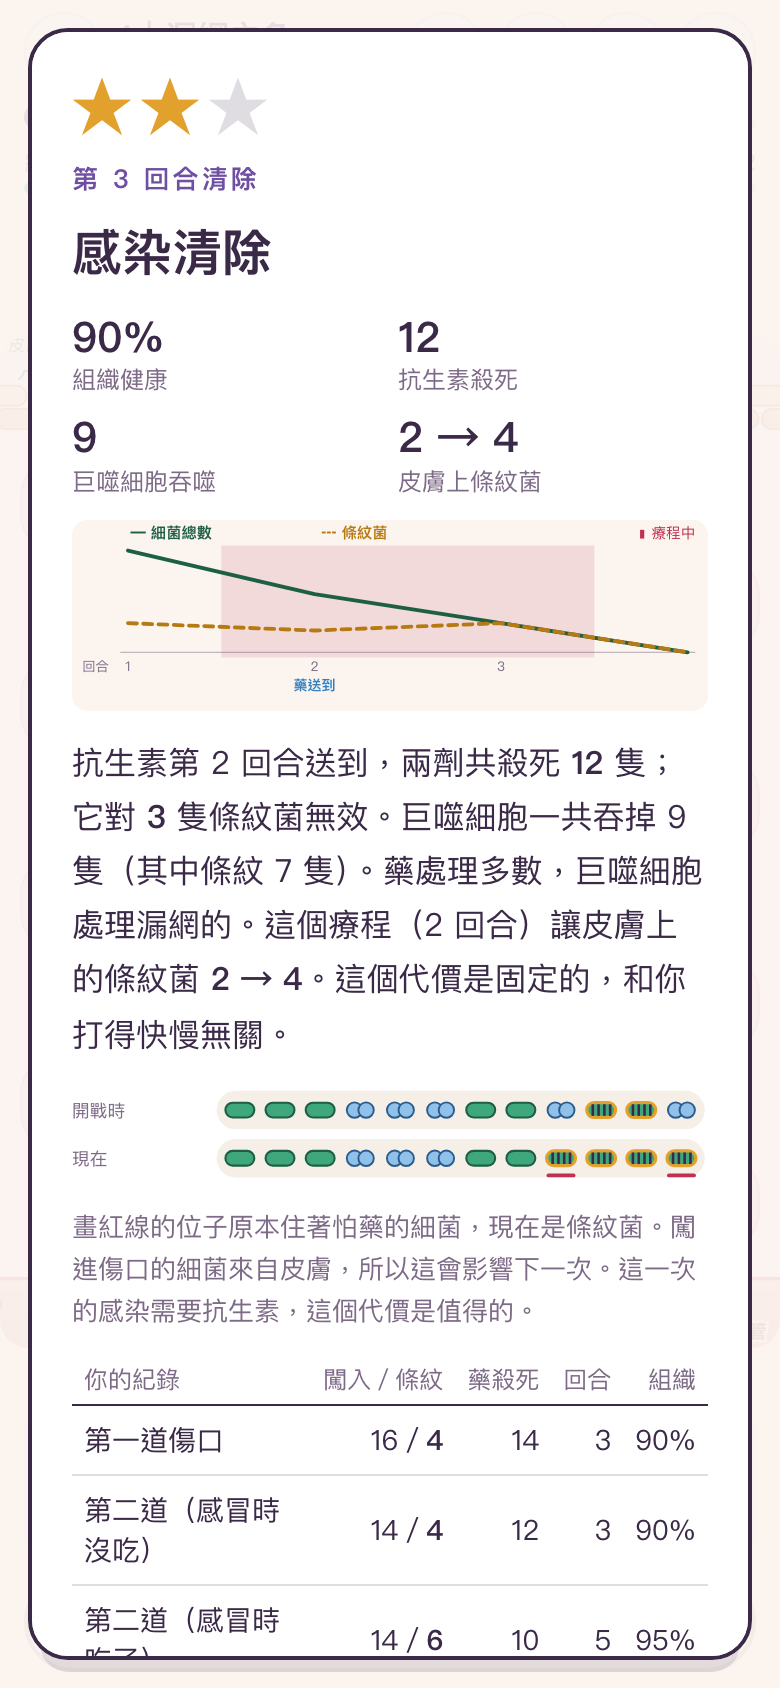 第 3 回合清除
感染清除
90%
組織健康
12
抗生素殺死
9
巨噬細胞吞噬
2 → 4
皮膚上條紋菌
細菌總數
條紋菌
療程中
回合 1 2 3
藥送到
抗生素第 2 回合送到，兩劑共殺死 12 隻；
它對 3 隻條紋菌無效。巨噬細胞一共吞掉 9
隻（其中條紋 7 隻）。藥處理多數，巨噬細胞
處理漏網的。這個療程（2 回合）讓皮膚上
的條紋菌 2 → 4。這個代價是固定的，和你
打得快慢無關。
開戰時
現在
畫紅線的位子原本住著怕藥的細菌，現在是條紋菌。闖
進傷口的細菌來自皮膚，所以這會影響下一次。這一次
的感染需要抗生素，這個代價是值得的。
你的紀錄 闖入 / 條紋 藥殺死 回合 組織
第一道傷口 16 / 4 14 3 90%
第二道（感冒時
沒吃） 14 / 4 12 3 90%
第二道（感冒時
14 / 6 10 5 95%